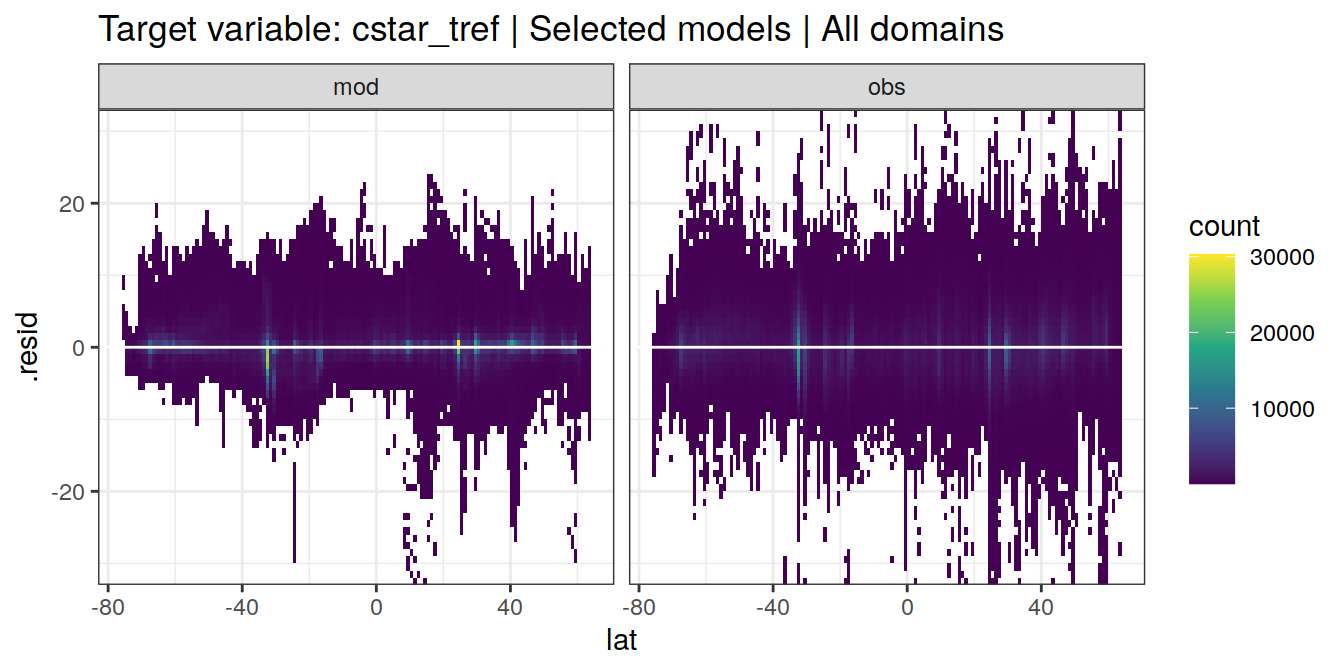 Target variable: cstar_tref | Selected models | All domains
mod
obs
.resid
20
0
-20
-80
-40
0
40
-80
-40
0
40
lat
count
30000
20000
10000